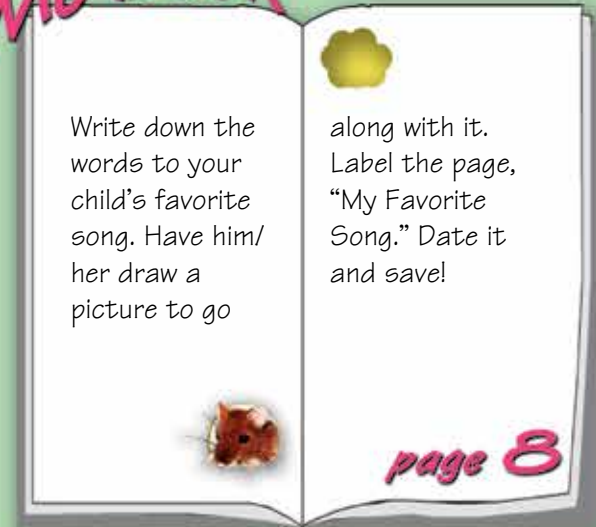 Write down the
words to your
child's favorite
song. Have him/
her draw a
picture to go
along with it.
Label the page,
“My Favorite
Song.” Date it
and save!
page 8